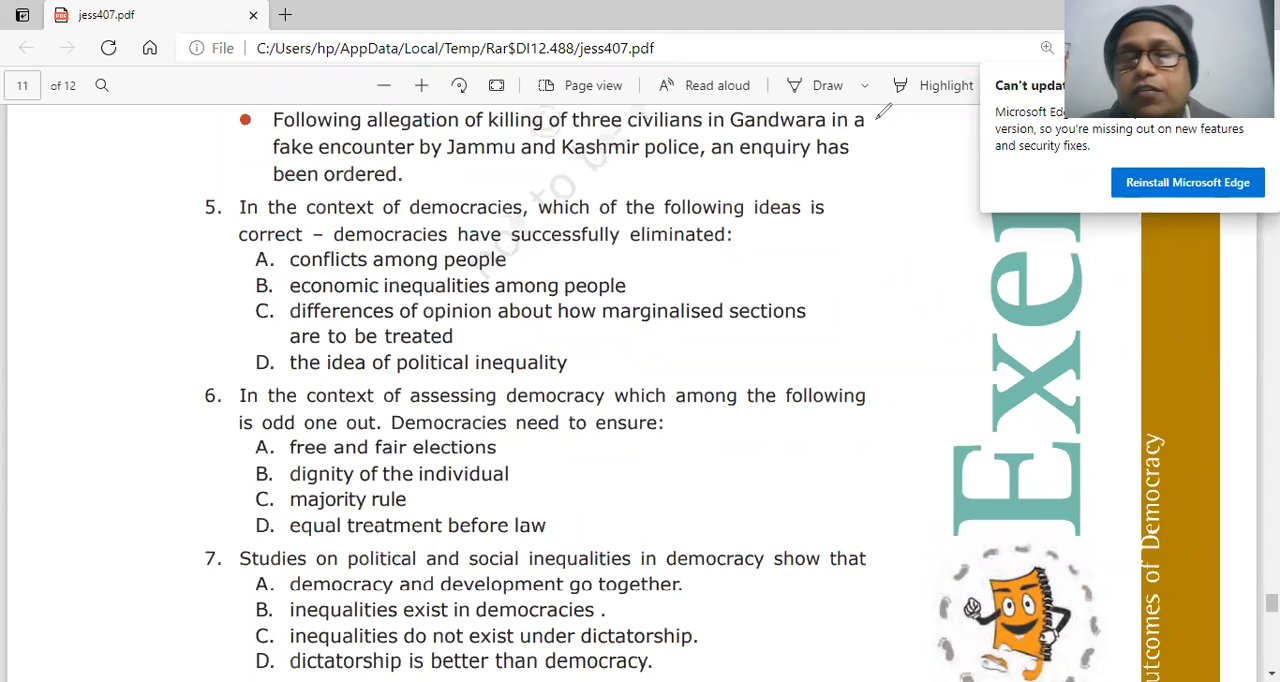 jess407.pdf
File
C:/Users/hp/AppData/Local/Temp/Rar$DI12.488/jess407.pdf
11
of 12
Page view
Read aloud
Draw
Highlight
Can't upda
Microsoft Ed
version, so you're missing out on new features
and security fixes.
Reinstall Microsoft Edge
Following allegation of killing of three civilians in Gandwara in a
fake encounter by Jammu and Kashmir police, an enquiry has
been ordered.
5. In the context of democracies, which of the following ideas is
correct – democracies have successfully eliminated:
A. conflicts among people
B. economic inequalities among people
C. differences of opinion about how marginalised sections
are to be treated
D. the idea of political inequality
6. In the context of assessing democracy which among the following
is odd one out. Democracies need to ensure:
A. free and fair elections
B. dignity of the individual
C. majority rule
D. equal treatment before law
7. Studies on political and social inequalities in democracy show that
A. democracy and development go together.
B. inequalities exist in democracies .
C. inequalities do not exist under dictatorship.
D. dictatorship is better than democracy.
not to be
Exer
utcomes of Democracy